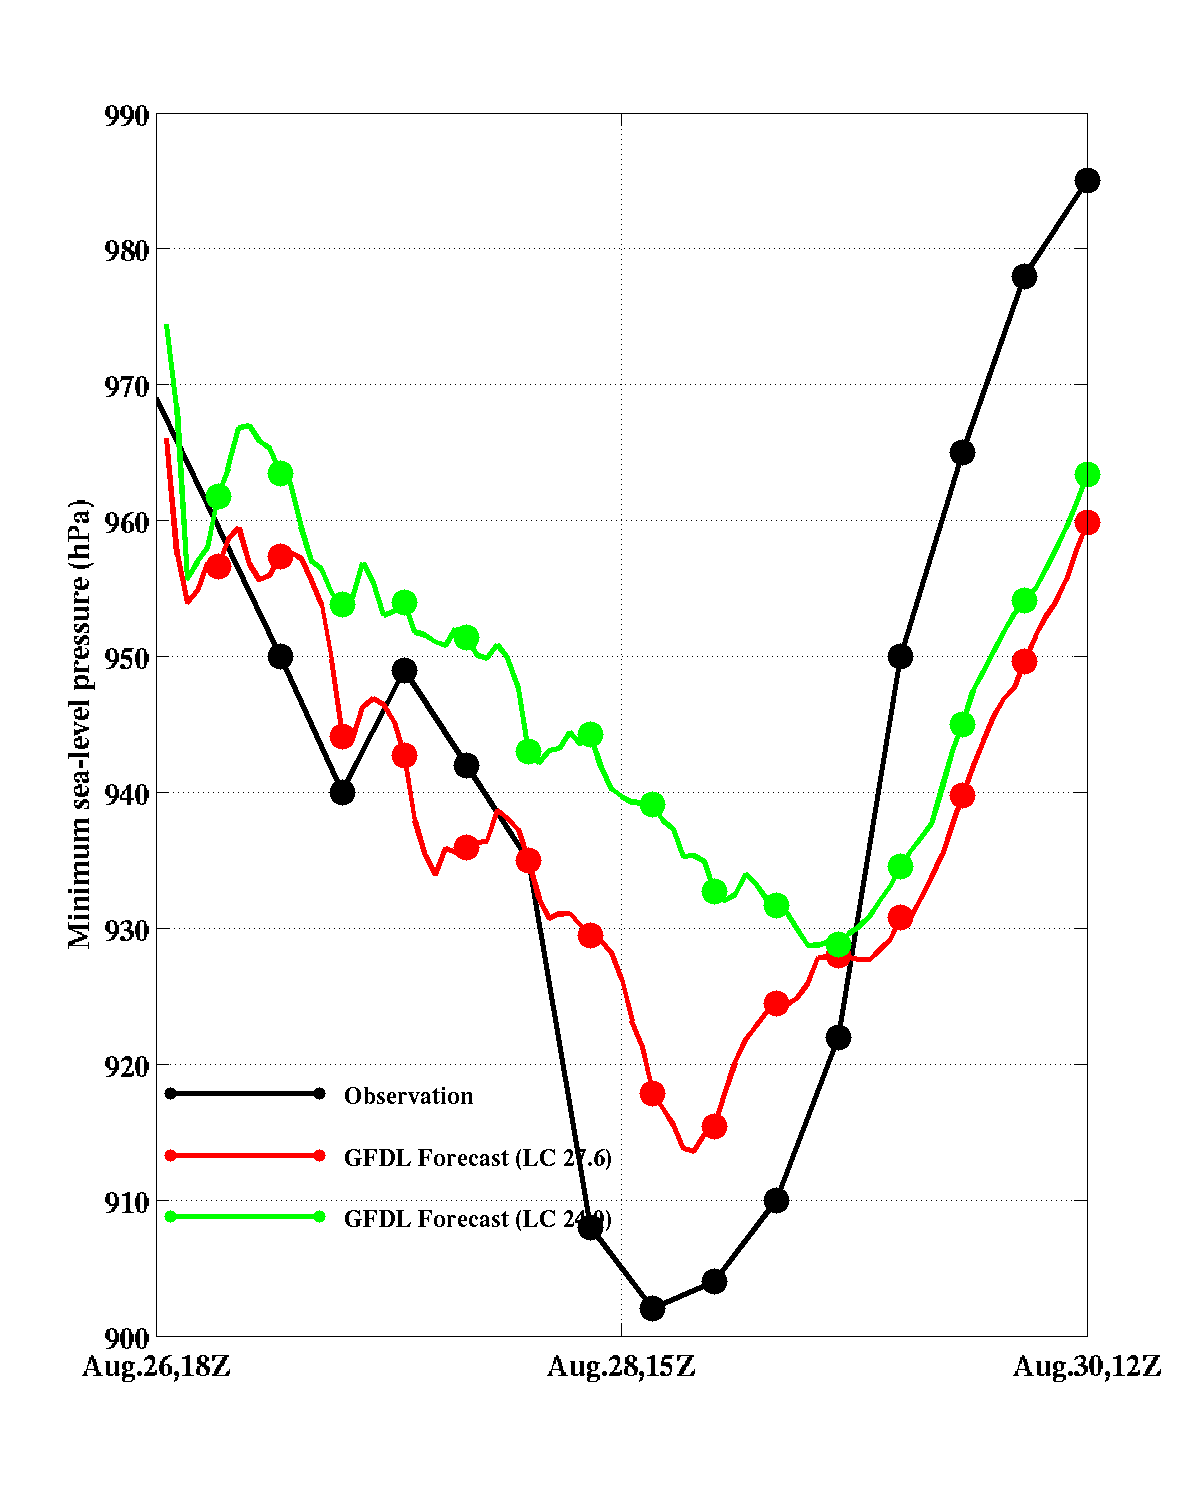 990
980
970
960
950
940
930
920
910
900
Minimum sea-level pressure (hPa)
Observation
GFDL Forecast (LC 27.6)
GFDL Forecast (LC 24.0)
Aug.26,18Z
Aug.28,15Z
Aug.30,12Z